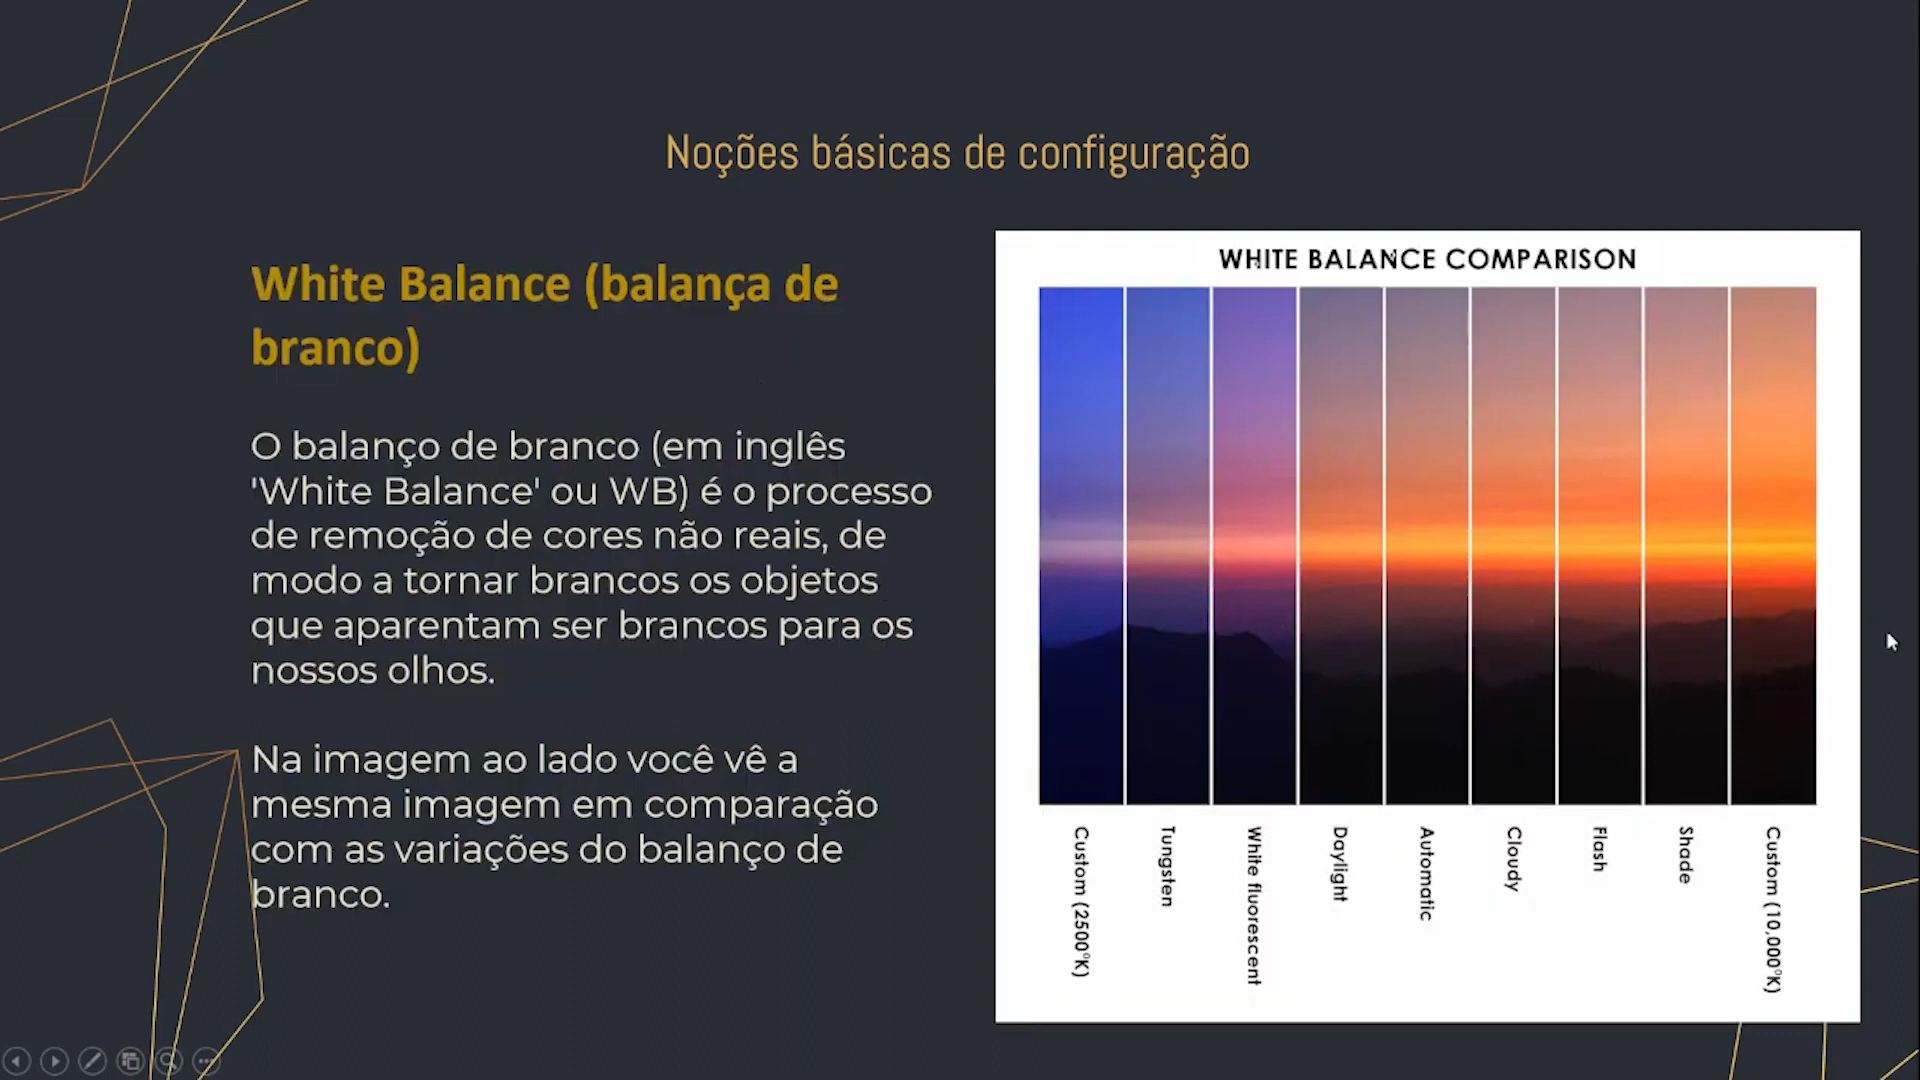 Noções básicas de configuração
White Balance (balança de
branco)
O balanço de branco (em inglês
'White Balance' ou WB) é o processo
de remoção de cores não reais, de
modo a tornar brancos os objetos
que aparentam ser brancos para os
nossos olhos.
Na imagem ao lado você vê a
mesma imagem em comparação
com as variações do balanço de
branco.
WHITE BALANCE COMPARISON
Custom (2500°K)
Tungsten
White fluorescent
Daylight
Automatic
Cloudy
Flash
Shade
Custom (10,000°K)